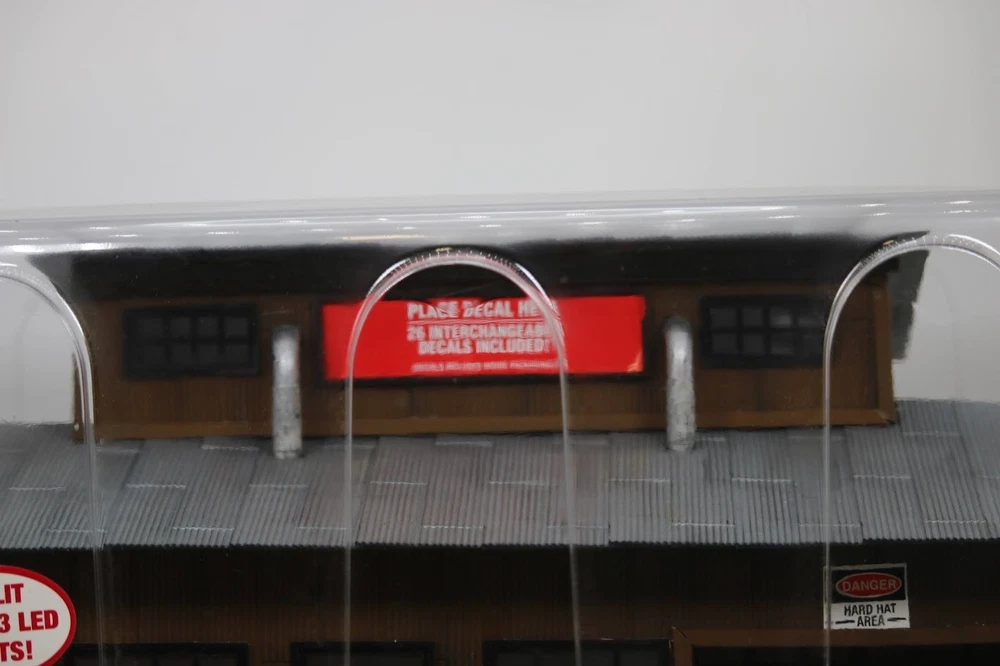 PLACE DECAL HE
26 INTERCHANGEAB
DECALS INCLUDED!
LIT
3 LED
TS!
DANGER
HARD HAT
AREA